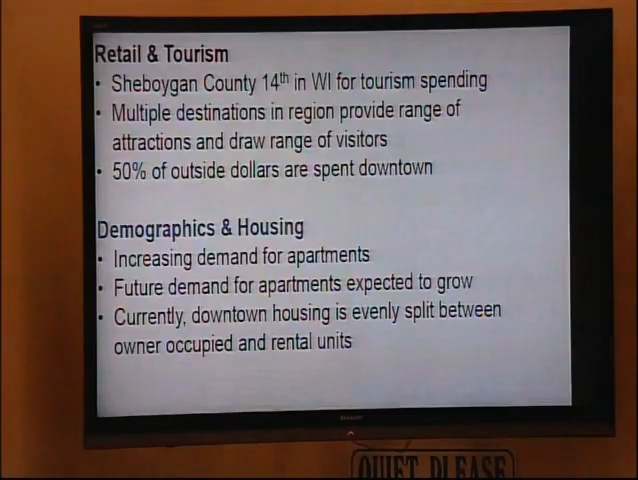 Retail & Tourism
• Sheboygan County 14th in WI for tourism spending
• Multiple destinations in region provide range of
attractions and draw range of visitors
• 50% of outside dollars are spent downtown
Demographics & Housing
• Increasing demand for apartments
• Future demand for apartments expected to grow
• Currently, downtown housing is evenly split between
owner occupied and rental units
QUIET PLEASE